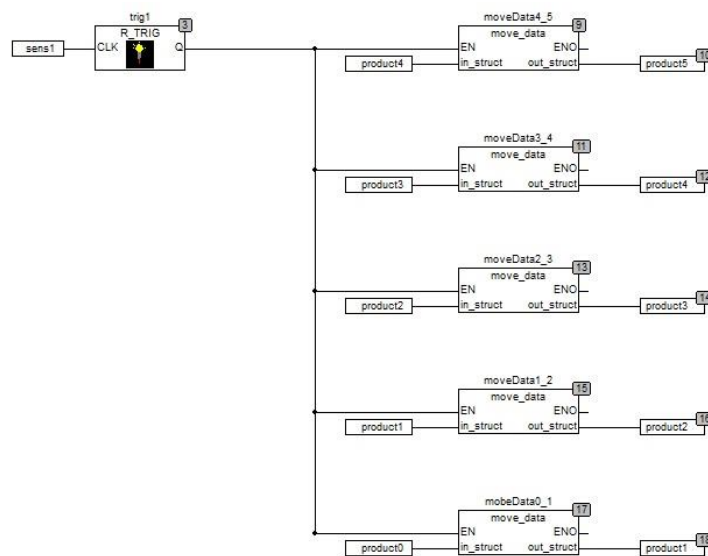 trig1
3
R_TRIG
sens1 CLK Q
moveData4_5
9
move_data
EN ENO
product4 in_struct out_struct product5
10
moveData3_4
11
move_data
EN ENO
product3 in_struct out_struct product4
12
moveData2_3
13
move_data
EN ENO
product2 in_struct out_struct product3
14
moveData1_2
15
move_data
EN ENO
product1 in_struct out_struct product2
16
mobeData0_1
17
move_data
EN ENO
product0 in_struct out_struct product1
18